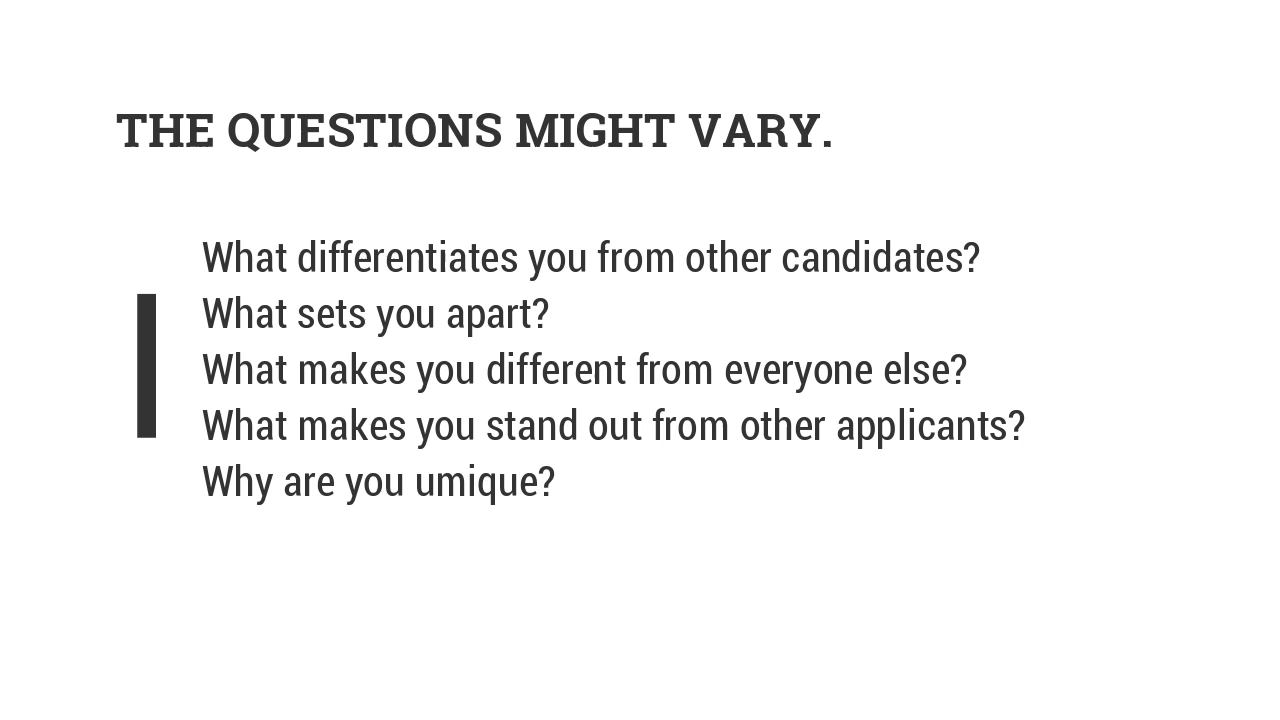 THE QUESTIONS MIGHT VARY.
What differentiates you from other candidates?
What sets you apart?
What makes you different from everyone else?
What makes you stand out from other applicants?
Why are you umique?